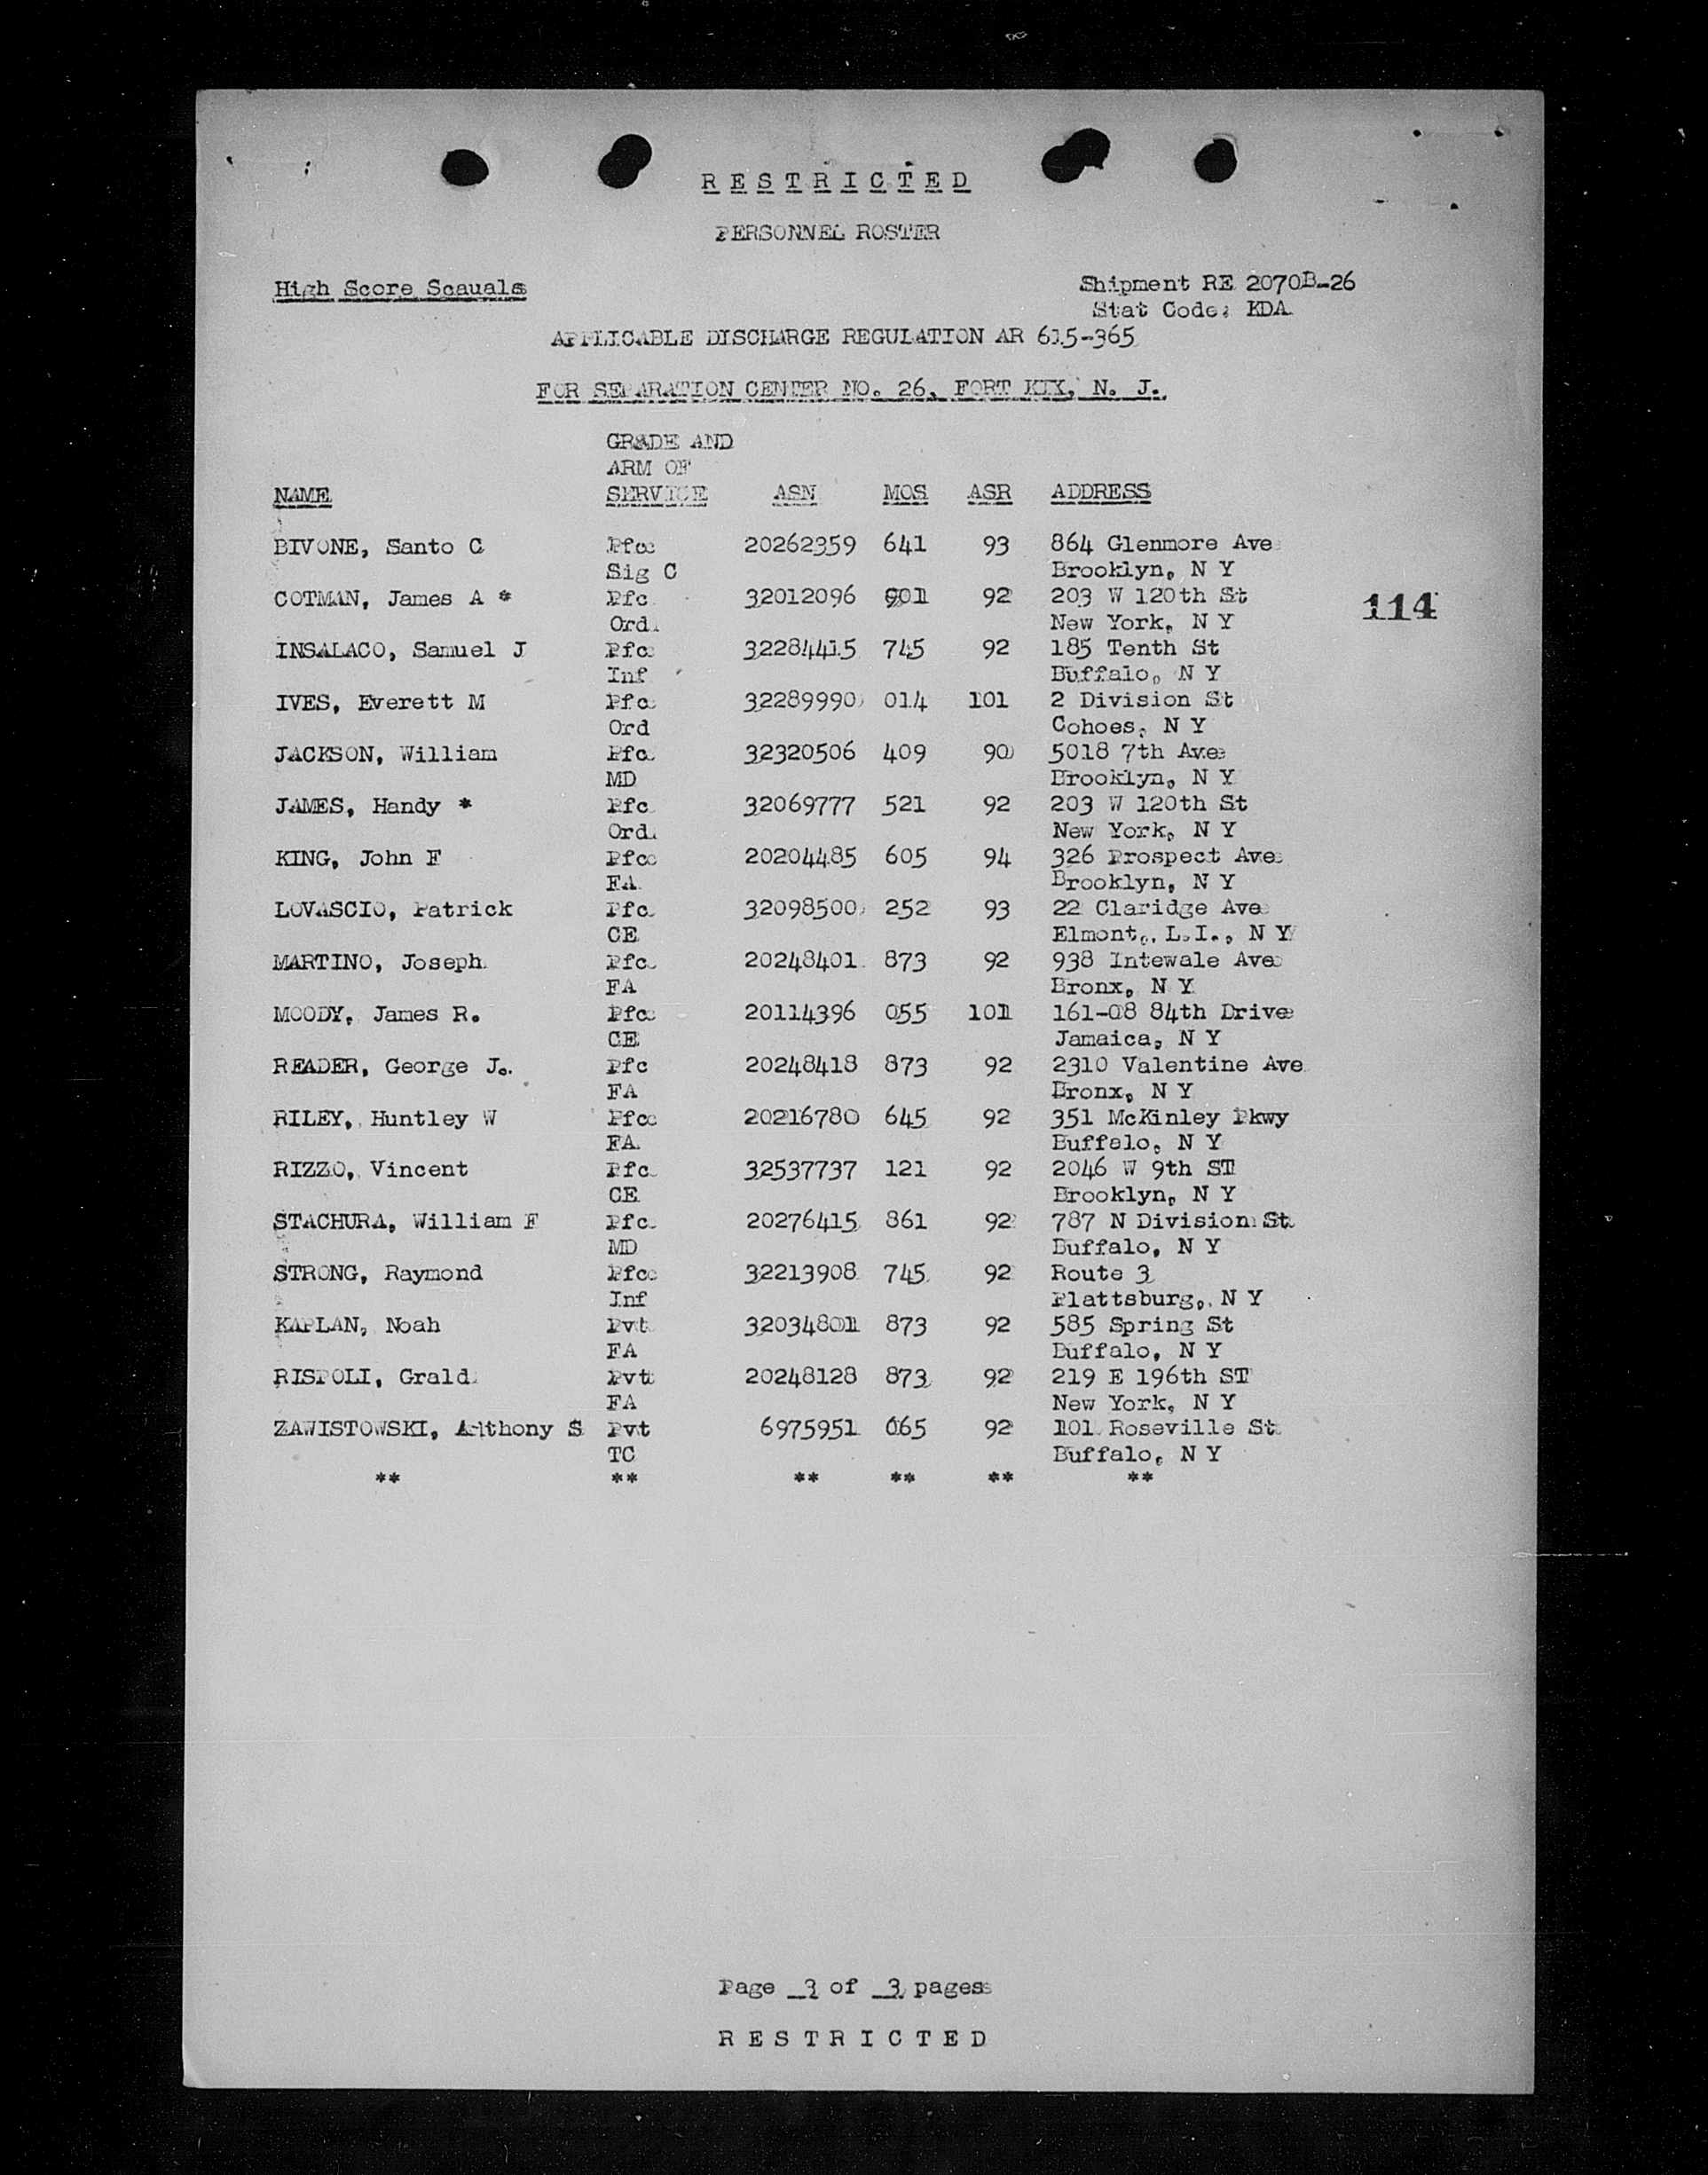 RESTRICTED
PERSONNEL ROSTER
High Score Scauals Shipment RE 2070B-26
Stat Code: KDA
APPLICABLE DISCHARGE REGULATION AR 615-365
FOR SEPARATION CENTER NO. 26, FORT KIX, N. J.
GRADE AND
ARM OF
NAME SERVICE ASN MOS ASR ADDRESS
BIVONE, Santo C Pfc 20262359 641 93 864 Glenmore Ave
Sig C Brooklyn, N Y
COTMAN, James A * Pfc 32012096 901 92 203 W 120th St
114
Ord. New York, N Y
INSALACO, Samuel J Pfc 32284415 745 92 185 Tenth St
Inf Buffalo, N Y
IVES, Everett M Pfc 32289990 014 101 2 Division St
Ord Cohoes, N Y
JACKSON, William Pfc 32320506 409 90 5018 7th Ave
MD Brooklyn, N Y
JAMES, Handy * Pfc 32069777 521 92 203 W 120th St
Ord. New York, N Y
KING, John F Pfc 20204485 605 94 326 Prospect Ave
FA Brooklyn, N Y
LOVASCIO, Patrick Pfc 32098500 252 93 22 Claridge Ave
CE Elmont, L.I., N Y
MARTINO, Joseph Pfc 20248401 873 92 938 Intewale Ave
FA Bronx, N Y
MOODY, James R. Pfc 20114396 055 101 161-08 84th Drive
CE Jamaica, N Y
READER, George J. Pfc 20248418 873 92 2310 Valentine Ave
FA Bronx, N Y
RILEY, Huntley W Pfc 20216780 645 92 351 McKinley Pkwy
FA Buffelo, N Y
RIZZO, Vincent Pfc 32537737 121 92 2046 W 9th ST
CE Brooklyn, N Y
STACHURA, William F Pfc 20276415 861 92 787 N Division St
MD Buffalo, N Y
STRONG, Raymond Pfc 32213908 745 92 Route 3
Inf Plattsburg, N Y
KAPLAN, Noah Pvt 32034801 873 92 585 Spring St
FA Buffalo, N Y
RISPOLI, Grald Pvt 20248128 873 92 219 E 196th ST
FA New York, N Y
ZAWISTOWSKI, Anthony S Pvt 6975951 065 92 101 Roseville St
TC Buffalo, N Y
** ** ** ** ** **
Page 3 of 3 pages
RESTRICTED